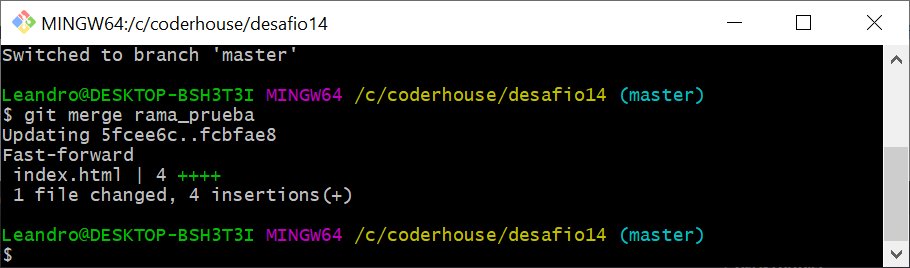 MINGW64:/c/coderhouse/desafio14
Switched to branch 'master'
Leandro@DESKTOP-BSH3T3I MINGW64 /c/coderhouse/desafio14 (master)
$ git merge rama_prueba
Updating 5fcee6c..fcbfae8
Fast-forward
 index.html | 4 ++++
 1 file changed, 4 insertions(+)
Leandro@DESKTOP-BSH3T3I MINGW64 /c/coderhouse/desafio14 (master)
$